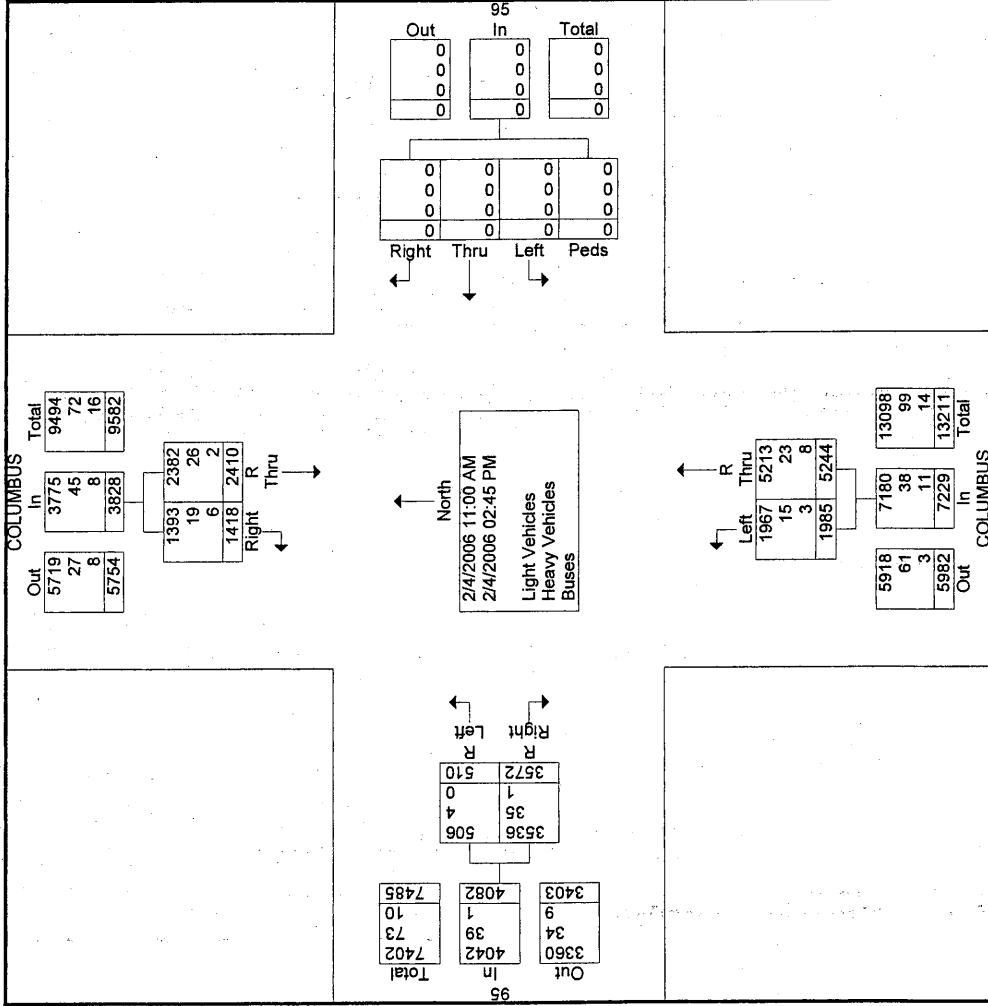 95
Out In Total
0 0 0
0 0 0
0 0 0
0 0 0
0 0 0 0
0 0 0 0
0 0 0 0
0 0 0 0
Right Thru Left Peds
COLUMBUS
Out In Total
5719 3775 9494
27 45 72
8 8 16
5754 3828 9582
1393 2382
19 26
6 2
1418 2410
Right R
Thru
North
2/4/2006 11:00 AM
2/4/2006 02:45 PM
Light Vehicles
Heavy Vehicles
Buses
R
Left Thru
1967 5213
15 23
3 8
1985 5244
5918 7180 13098
61 38 99
3 11 14
5982 7229 13211
Out In Total
COLUMBUS
Left Right
R R
510 3572
0 1
4 35
506 3536
7485 4082 3403
10 1 9
73 39 34
7402 4042 3360
Total In Out
95